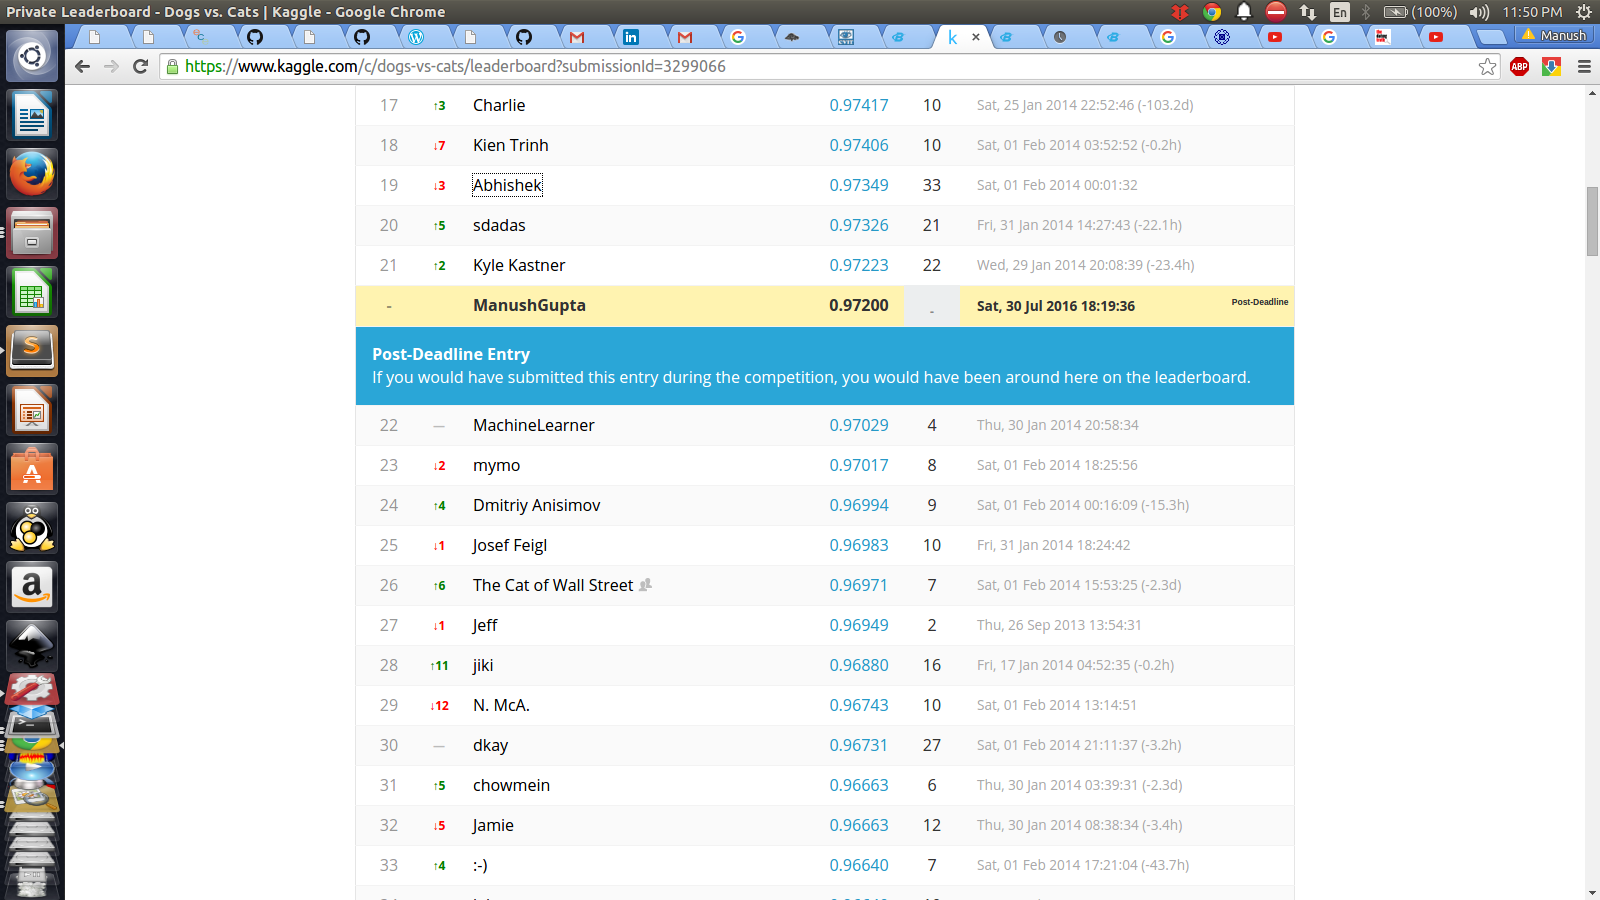 Private Leaderboard - Dogs vs. Cats | Kaggle - Google Chrome En (100%) 11:50 PM
Manush
https://www.kaggle.com/c/dogs-vs-cats/leaderboard?submissionId=3299066 ABP
17 ↑3 Charlie 0.97417 10 Sat, 25 Jan 2014 22:52:46 (-103.2d)
18 ↓7 Kien Trinh 0.97406 10 Sat, 01 Feb 2014 03:52:52 (-0.2h)
19 ↓3 Abhishek 0.97349 33 Sat, 01 Feb 2014 00:01:32
20 ↑5 sdadas 0.97326 21 Fri, 31 Jan 2014 14:27:43 (-22.1h)
21 ↑2 Kyle Kastner 0.97223 22 Wed, 29 Jan 2014 20:08:39 (-23.4h)
- ManushGupta 0.97200 - Sat, 30 Jul 2016 18:19:36 Post-Deadline
Post-Deadline Entry
If you would have submitted this entry during the competition, you would have been around here on the leaderboard.
22 — MachineLearner 0.97029 4 Thu, 30 Jan 2014 20:58:34
23 ↓2 mymo 0.97017 8 Sat, 01 Feb 2014 18:25:56
24 ↑4 Dmitriy Anisimov 0.96994 9 Sat, 01 Feb 2014 00:16:09 (-15.3h)
25 ↓1 Josef Feigl 0.96983 10 Fri, 31 Jan 2014 18:24:42
26 ↑6 The Cat of Wall Street 0.96971 7 Sat, 01 Feb 2014 15:53:25 (-2.3d)
27 ↓1 Jeff 0.96949 2 Thu, 26 Sep 2013 13:54:31
28 ↑11 jiki 0.96880 16 Fri, 17 Jan 2014 04:52:35 (-0.2h)
29 ↓12 N. McA. 0.96743 10 Sat, 01 Feb 2014 13:14:51
30 — dkay 0.96731 27 Sat, 01 Feb 2014 21:11:37 (-3.2h)
31 ↑5 chowmein 0.96663 6 Thu, 30 Jan 2014 03:39:31 (-2.3d)
32 ↓5 Jamie 0.96663 12 Thu, 30 Jan 2014 08:38:34 (-3.4h)
33 ↑4 :-) 0.96640 7 Sat, 01 Feb 2014 17:21:04 (-43.7h)